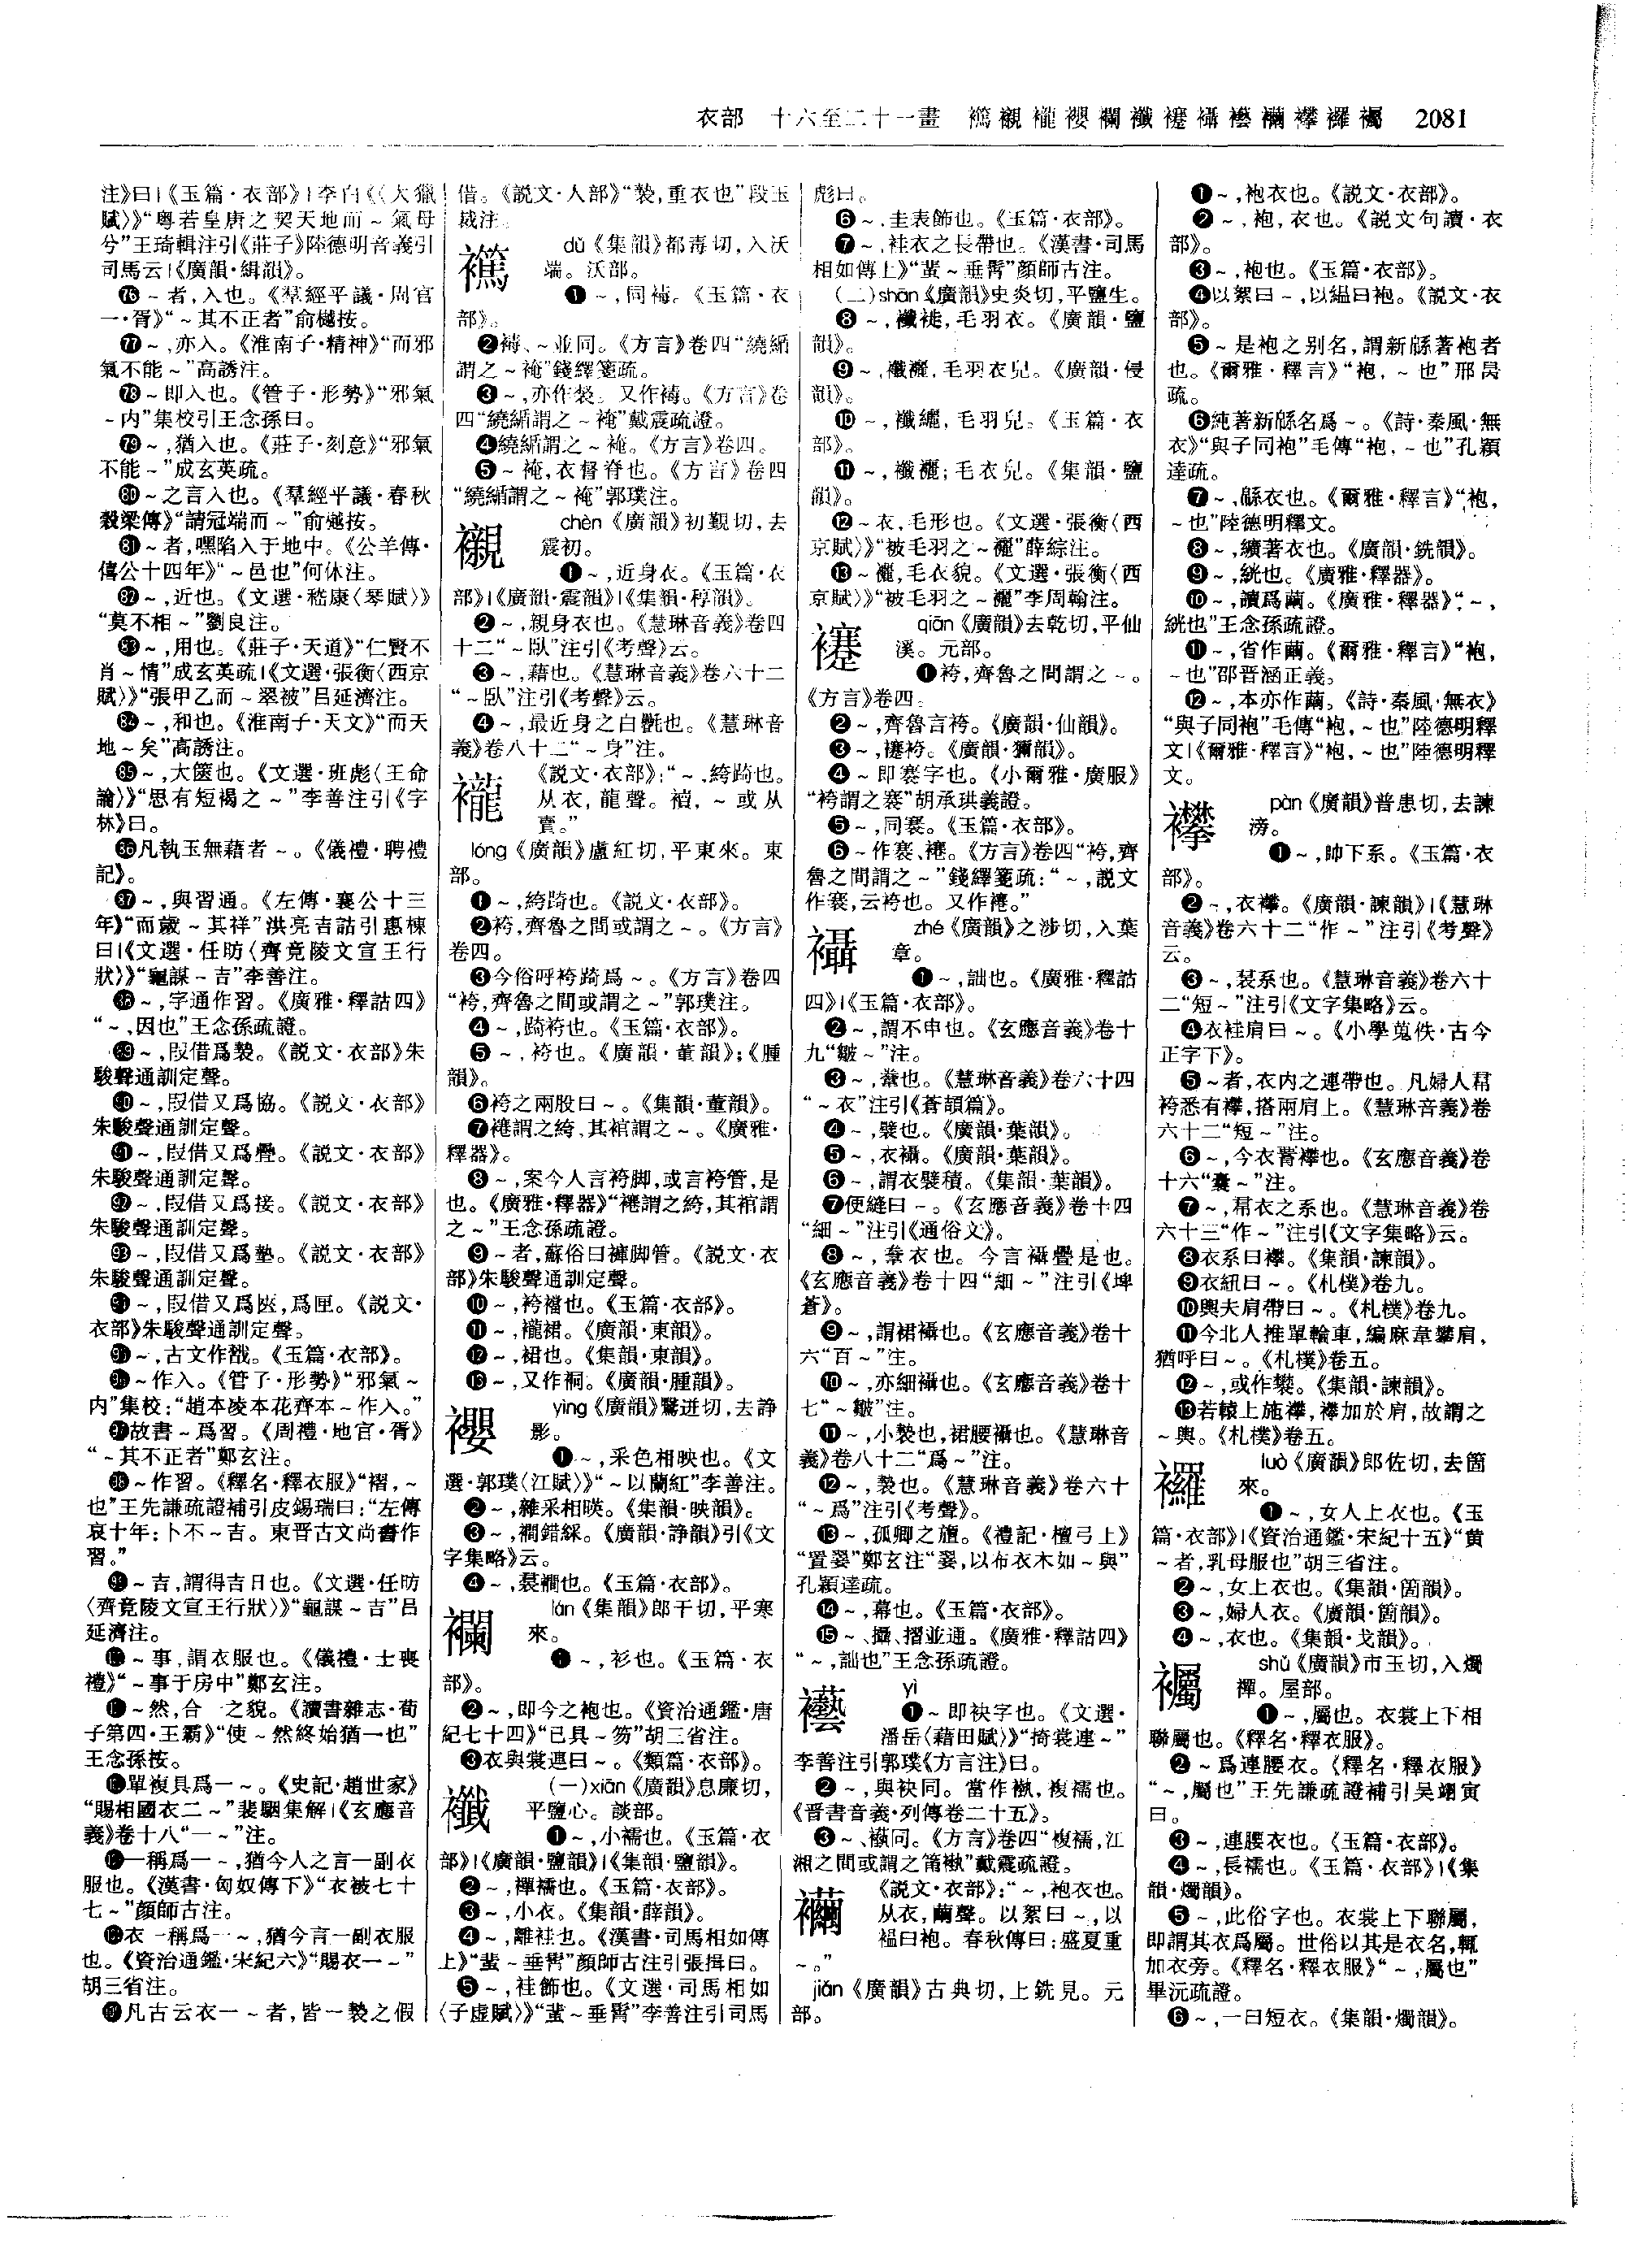 衣部　十六至二十一畫　襪襯襱褸襴襳褰襵襼襺襻襹襡　2081
注》曰|《玉篇·衣部》|李白《〈大獵
賦〉》“粤若皇唐之契天地而~氣母
兮”王琦輯注引《莊子》陸德明音義引
司馬云|《廣韻·緝韻》。
㊆~者，入也。《羣經平議·周官
一·胥》“~其不正者”俞樾按。
~，亦入。《淮南子·精神》“而邪
氣不能~”高誘注。
~即入也。《管子·形勢》“邪氣
~内”集校引王念孫曰。
~，猶入也。《莊子·刻意》“邪氣
不能~”成玄英疏。
~之言入也。《羣經平議·春秋
穀梁傳》“請冠端而~”俞樾按。
~者，嘿陷入于地中。《公羊傳·
僖公十四年》“~邑也”何休注。
~，近也。《文選·嵇康〈琴賦〉》
“莫不相~”劉良注。
~，用也。《莊子·天道》“仁賢不
肖~情”成玄英疏|《文選·張衡〈西京
賦〉》“張甲乙而~翠被”吕延濟注。
~，和也。《淮南子·天文》“而天
地~矣”高誘注。
~，大篋也。《文選·班彪〈王命
論〉》“思有短褐之~”李善注引《字
林》曰。
凡執玉無藉者~。《儀禮·聘禮
記》。
~，與習通。《左傳·襄公十三
年》“而歲~其祥”洪亮吉詁引惠棟
曰|《文選·任昉〈齊竟陵文宣王行
狀〉》“龜謀~吉”李善注。
~，字通作習。《廣雅·釋詁四》
“~，因也”王念孫疏證。
~，叚借爲褺。《説文·衣部》朱
駿聲通訓定聲。
~，叚借又爲協。《説文·衣部》
朱駿聲通訓定聲。
~，叚借又爲疊。《説文·衣部》
朱駿聲通訓定聲。
~，叚借又爲接。《説文·衣部》
朱駿聲通訓定聲。
~，叚借又爲墊。《説文·衣部》
朱駿聲通訓定聲。
~，叚借又爲医，爲匣。《説文·
衣部》朱駿聲通訓定聲。
~，古文作戩。《玉篇·衣部》。
~作入。《管子·形勢》“邪氣~
内”集校：“趙本凌本花齊本~作入。”
故書~爲習。《周禮·地官·胥》
“~其不正者”鄭玄注。
~作習。《釋名·釋衣服》“褶，~
也”王先謙疏證補引皮錫瑞曰：“左傳
哀十年：卜不~吉。東晋古文尚書作
習。”
~吉，謂得吉日也。《文選·任昉
〈齊竟陵文宣王行狀〉》“龜謀~吉”吕
延濟注。
~事，謂衣服也。《儀禮·士喪
禮》“~事于房中”鄭玄注。
~然，合一之貌。《讀書雜志·荀
子第四·王霸》“使~然終始猶一也”
王念孫按。
單複具爲一~。《史記·趙世家》
“賜相國衣二~”裴駰集解|《玄應音
義》卷十八“一~”注。
一稱爲一~，猶今人之言一副衣
服也。《漢書·匈奴傳下》“衣被七十
七~”顔師古注。
衣一稱爲一~，猶今言一副衣服
也。《資治通鑑·宋紀六》“賜衣一~”
胡三省注。
凡古云衣一~者，皆一褺之假
借。《説文·人部》“褺，重衣也”段玉
裁注。
dū《集韻》都毒切，入沃
端。沃部。
❶~，同裻。《玉篇·衣
部》。
❷裻、~並同。《方言》卷四“繞緧
謂之~裺”錢繹箋疏。
❸~，亦作裻。又作裻。《方言》卷
四“繞緧謂之~裺”戴震疏證。
❹繞緧謂之~裺。《方言》卷四。
❺~裺，衣督脊也。《方言》卷四
“繞緧謂之~裺”郭璞注。
襯　chèn《廣韻》初覲切，去
震初。
❶~，近身衣。《玉篇·衣
部》|《廣韻·震韻》|《集韻·稕韻》。
❷~，親身衣也。《慧琳音義》卷四
十二“~臥”注引《考聲》云。
❸~，藉也。《慧琳音義》卷六十二
“~臥”注引《考聲》云。
❹~，最近身之白氎也。《慧琳音
義》卷八十二“~身”注。
襱　《説文·衣部》：“~，絝踦也。
从衣，龍聲。襩，~或从
賣。”
lóng《廣韻》盧紅切，平東來。東
部。
❶~，絝踦也。《説文·衣部》。
❷袴，齊魯之間或謂之~。《方言》
卷四。
❸今俗呼袴踦爲~。《方言》卷四
“袴，齊魯之間或謂之~”郭璞注。
❹~，踦袴也。《玉篇·衣部》。
❺~，袴也。《廣韻·董韻》；《腫
韻》。
❻袴之兩股曰~。《集韻·董韻》。
❼褰謂之絝，其䘾謂之~。《廣雅·
釋器》。
❽~，案今人言袴脚，或言袴管，是
也。《廣雅·釋器》“褰謂之絝，其䘾謂
之~”王念孫疏證。
❾~者，蘇俗曰褲脚管。《説文·衣
部》朱駿聲通訓定聲。
❿~，袴襠也。《玉篇·衣部》。
⓫~，襱裙。《廣韻·東韻》。
⓬~，裙也。《集韻·東韻》。
⓭~，又作㓊。《廣韻·腫韻》。
yìng《廣韻》鷖迸切，去諍
影。
❶~，采色相映也。《文
選·郭璞〈江賦〉》“~以蘭紅”李善注。
❷~，雜采相暎。《集韻·映韻》。
❸~，襉錯綵。《廣韻·諍韻》引《文
字集略》云。
❹~，裠襉也。《玉篇·衣部》。
襴　lán《集韻》郎干切，平寒
來。
❶~，衫也。《玉篇·衣
部》。
❷~，即今之袍也。《資治通鑑·唐
紀七十四》“已具~笏”胡三省注。
❸衣與裳連曰~。《類篇·衣部》。
襳　（一）xiān《廣韻》息廉切，
平鹽心。談部。
❶~，小襦也。《玉篇·衣
部》|《廣韻·鹽韻》|《集韻·鹽韻》。
❷~，襌襦也。《玉篇·衣部》。
❸~，小衣。《集韻·薛韻》。
❹~，離袿也。《漢書·司馬相如傳
上》“蜚~垂髾”顔師古注引張揖曰。
❺~，袿飾也。《文選·司馬相如
〈子虛賦〉》“蜚~垂髾”李善注引司馬
彪曰。
❻~，圭表飾也。《玉篇·衣部》。
❼~，袿衣之長帶也。《漢書·司馬
相如傳上》“蜚~垂髾”顔師古注。
（二）shān《廣韻》史炎切，平鹽生。
❽~，襳褷，毛羽衣。《廣韻·鹽
韻》。
❾~，襳襹，毛羽衣皃。《廣韻·侵
韻》。
❿~，襳纚，毛羽皃。《玉篇·衣
部》。
⓫~，襳襹；毛衣皃。《集韻·鹽
韻》。
⓬~衣，毛形也。《文選·張衡〈西
京賦〉》“被毛羽之~襹”薛綜注。
⓭~襹，毛衣貌。《文選·張衡〈西
京賦〉》“被毛羽之~襹”李周翰注。
qiān《廣韻》去乾切，平仙
溪。元部。
❶袴，齊魯之間謂之~。
《方言》卷四。
❷~，齊魯言袴。《廣韻·仙韻》。
❸~，袴。《廣韻·獮韻》。
❹~即褰字也。《小爾雅·廣服》
“袴謂之褰”胡承珙義證。
❺~，同褰。《玉篇·衣部》。
❻~作褰、褰。《方言》卷四“袴，齊
魯之間謂之~”錢繹箋疏：“~，説文
作褰，云袴也。又作褰。”
襵　zhé《廣韻》之涉切，入葉
章。
❶~，詘也。《廣雅·釋詁
四》|《玉篇·衣部》。
❷~，謂不申也。《玄應音義》卷十
九“皺~”注。
❸~，㡓也。《慧琳音義》卷六十四
“~衣”注引《蒼頡篇》。
❹~，襞也。《廣韻·葉韻》。
❺~，衣襵。《廣韻·葉韻》。
❻~，謂衣襞積。《集韻·葉韻》。
❼便縫曰~。《玄應音義》卷十四
“細~”注引《通俗文》。
❽~，㡓衣也。今言襵疊是也。
《玄應音義》卷十四“細~”注引《埤
蒼》。
❾~，謂裙襵也。《玄應音義》卷十
六“百~”注。
❿~，亦細襵也。《玄應音義》卷十
七“~皺”注。
⓫~，小褺也，裙腰襵也。《慧琳音
義》卷八十二“爲~”注。
⓬~，褺也。《慧琳音義》卷六十
“~爲”注引《考聲》。
⓭~，孤卿之旜。《禮記·檀弓上》
“置翣”鄭玄注“翣，以布衣木如~與”
孔穎達疏。
⓮~，幕也。《玉篇·衣部》。
⓯~、攝、摺並通。《廣雅·釋詁四》
“~，詘也”王念孫疏證。
襼　yì
❶~即袂字也。《文選·
潘岳〈藉田賦〉》“掎裳連~”
李善注引郭璞《方言注》曰。
❷~，與袂同。當作𧞤，複襦也。
《晋書音義·列傳卷二十五》。
❸~、𧞤同。《方言》卷四“複襦，江
湘之間或謂之筩𧞤”戴震疏證。
襺　《説文·衣部》：“~，袍衣也。
从衣，繭聲。以絮曰~，以
緼曰袍。春秋傳曰：盛夏重
~。”
jiǎn《廣韻》古典切，上銑見。元
部。
❶~，袍衣也。《説文·衣部》。
❷~，袍，衣也。《説文句讀·衣
部》。
❸~，袍也。《玉篇·衣部》。
❹以絮曰~，以緼曰袍。《説文·衣
部》。
❺~是袍之别名，謂新緜著袍者
也。《爾雅·釋言》“袍，~也”邢昺
疏。
❻純著新緜名爲~。《詩·秦風·無
衣》“與子同袍”毛傳“袍，~也”孔穎
達疏。
❼~，緜衣也。《爾雅·釋言》“袍，
~也”陸德明釋文。
❽~，纊著衣也。《廣韻·銑韻》。
❾~，絖也。《廣雅·釋器》。
❿~，讀爲繭。《廣雅·釋器》“~，
絖也”王念孫疏證。
⓫~，省作繭。《爾雅·釋言》“袍，
~也”邵晋涵正義。
⓬~，本亦作繭。《詩·秦風·無衣》
“與子同袍”毛傳“袍，~也”陸德明釋
文|《爾雅·釋言》“袍，~也”陸德明釋
文。
襻　pàn《廣韻》普患切，去諫
滂。
❶~，帥下系。《玉篇·衣
部》。
❷~，衣襻。《廣韻·諫韻》|《慧琳
音義》卷六十二“作~”注引《考聲》
云。
❸~，裠系也。《慧琳音義》卷六十
二“短~”注引《文字集略》云。
❹衣袿肩曰~。《小學蒐佚·古今
正字下》。
❺~者，衣内之連帶也。凡婦人帬
袴悉有襻，搭兩肩上。《慧琳音義》卷
六十二“短~”注。
❻~，今衣䘯襻也。《玄應音義》卷
十六“囊~”注。
❼~，帬衣之系也。《慧琳音義》卷
六十三“作~”注引《文字集略》云。
❽衣系曰襻。《集韻·諫韻》。
❾衣紐曰~。《札樸》卷九。
❿輿夫肩帶曰~。《札樸》卷九。
⓫今北人推單輪車，編麻韋攀肩，
猶呼曰~。《札樸》卷五。
⓬~，或作𤔔。《集韻·諫韻》。
⓭若轅上施襻，襻加於肩，故謂之
~輿。《札樸》卷五。
luò《廣韻》郎佐切，去箇
來。
❶~，女人上衣也。《玉
篇·衣部》|《資治通鑑·宋紀十五》“黄
~者，乳母服也”胡三省注。
❷~，女上衣也。《集韻·箇韻》。
❸~，婦人衣。《廣韻·箇韻》。
❹~，衣也。《集韻·戈韻》。
shǔ《廣韻》市玉切，入燭
禪。屋部。
❶~，屬也。衣裳上下相
聯屬也。《釋名·釋衣服》。
❷~爲連腰衣。《釋名·釋衣服》
“~，屬也”王先謙疏證補引吴翊寅
曰。
❸~，連腰衣也。《玉篇·衣部》。
❹~，長襦也。《玉篇·衣部》|《集
韻·燭韻》。
❺~，此俗字也。衣裳上下聯屬，
即謂其衣爲屬。世俗以其是衣名，輒
加衣旁。《釋名·釋衣服》“~，屬也”
畢沅疏證。
❻~，一曰短衣。《集韻·燭韻》。